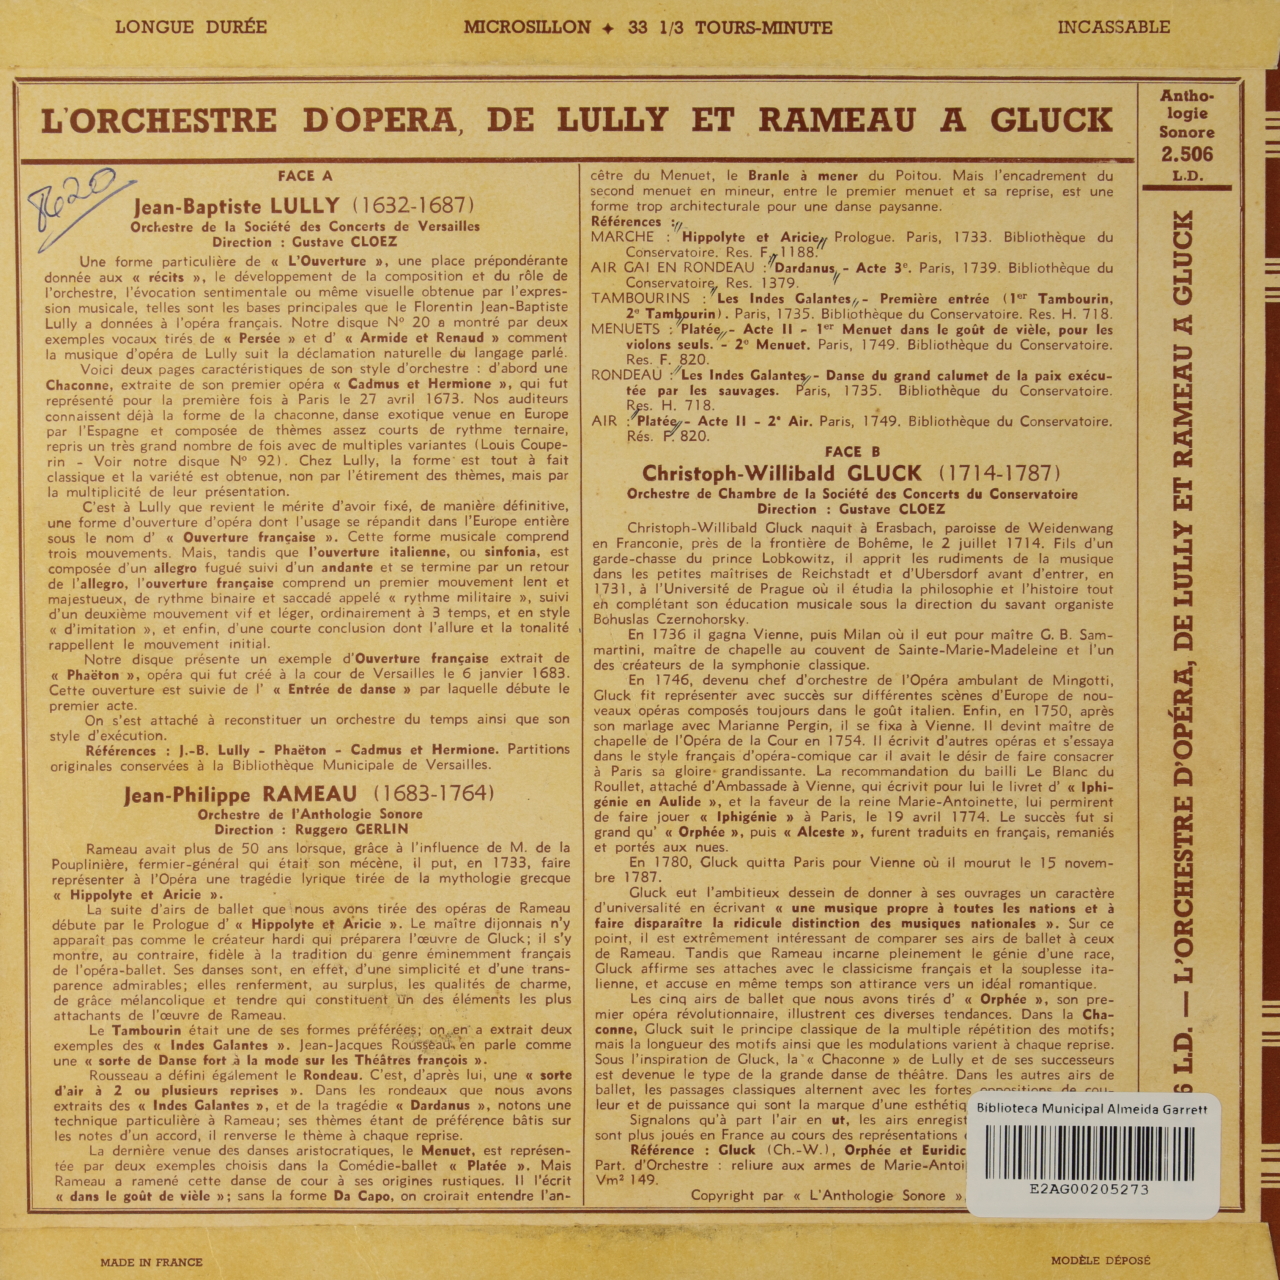 LONGUE DURÉE
MICROSILLON ✦ 33 1/3 TOURS-MINUTE
INCASSABLE
L'ORCHESTRE D'OPERA, DE LULLY ET RAMEAU A GLUCK
Antho-
logie
Sonore
2.506
L.D.
8620
FACE A
Jean-Baptiste LULLY (1632-1687)
Orchestre de la Société des Concerts de Versailles
Direction : Gustave CLOEZ
Une forme particulière de « L'Ouverture », une place prépondérante
donnée aux « récits », le développement de la composition et du rôle de
l'orchestre, l'évocation sentimentale ou même visuelle obtenue par l'expres-
sion musicale, telles sont les bases principales que le Florentin Jean-Baptiste
Lully a données à l'opéra français. Notre disque N° 20 a montré par deux
exemples vocaux tirés de « Persée » et d' « Armide et Renaud » comment
la musique d'opéra de Lully suit la déclamation naturelle du langage parlé.
Voici deux pages caractéristiques de son style d'orchestre : d'abord une
Chaconne, extraite de son premier opéra « Cadmus et Hermione », qui fut
représenté pour la première fois à Paris le 27 avril 1673. Nos auditeurs
connaissent déjà la forme de la chaconne, danse exotique venue en Europe
par l'Espagne et composée de thèmes assez courts de rythme ternaire,
repris un très grand nombre de fois avec de multiples variantes (Louis Coupe-
rin - Voir notre disque N° 92). Chez Lully, la forme est tout à fait
classique et la variété est obtenue, non par l'étirement des thèmes, mais par
la multiplicité de leur présentation.
C'est à Lully que revient le mérite d'avoir fixé, de manière définitive,
une forme d'ouverture d'opéra dont l'usage se répandit dans l'Europe entière
sous le nom d' « Ouverture française ». Cette forme musicale comprend
trois mouvements. Mais, tandis que l'ouverture italienne, ou sinfonia, est
composée d'un allegro fugué suivi d'un andante et se termine par un retour
de l'allegro, l'ouverture française comprend un premier mouvement lent et
majestueux, de rythme binaire et saccadé appelé « rythme militaire », suivi
d'un deuxième mouvement vif et léger, ordinairement à 3 temps, et en style
« d'imitation », et enfin, d'une courte conclusion dont l'allure et la tonalité
rappellent le mouvement initial.
Notre disque présente un exemple d'Ouverture française extrait de
« Phaëton », opéra qui fut créé à la cour de Versailles le 6 janvier 1683.
Cette ouverture est suivie de l' « Entrée de danse » par laquelle débute le
premier acte.
On s'est attaché à reconstituer un orchestre du temps ainsi que son
style d'exécution.
Références : J.-B. Lully - Phaëton - Cadmus et Hermione. Partitions
originales conservées à la Bibliothèque Municipale de Versailles.
Jean-Philippe RAMEAU (1683-1764)
Orchestre de l'Anthologie Sonore
Direction : Ruggero GERLIN
Rameau avait plus de 50 ans lorsque, grâce à l'influence de M. de la
Pouplinière, fermier-général qui était son mécène, il put, en 1733, faire
représenter à l'Opéra une tragédie lyrique tirée de la mythologie grecque
« Hippolyte et Aricie ».
La suite d'airs de ballet que nous avons tirée des opéras de Rameau
débute par le Prologue d' « Hippolyte et Aricie ». Le maître dijonnais n'y
apparaît pas comme le créateur hardi qui préparera l'œuvre de Gluck; il s'y
montre, au contraire, fidèle à la tradition du genre éminemment français
de l'opéra-ballet. Ses danses sont, en effet, d'une simplicité et d'une trans-
parence admirables; elles renferment, au surplus, les qualités de charme,
de grâce mélancolique et tendre qui constituent un des éléments les plus
attachants de l'œuvre de Rameau.
Le Tambourin était une de ses formes préférées; on en a extrait deux
exemples des « Indes Galantes ». Jean-Jacques Rousseau en parle comme
une « sorte de Danse fort à la mode sur les Théâtres françois ».
Rousseau a défini également le Rondeau. C'est, d'après lui, une « sorte
d'air à 2 ou plusieurs reprises ». Dans les rondeaux que nous avons
extraits des « Indes Galantes », et de la tragédie « Dardanus », notons une
technique particulière à Rameau; ses thèmes étant de préférence bâtis sur
les notes d'un accord, il renverse le thème à chaque reprise.
La dernière venue des danses aristocratiques, le Menuet, est représen-
tée par deux exemples choisis dans la Comédie-ballet « Platée ». Mais
Rameau a ramené cette danse de cour à ses origines rustiques. Il l'écrit
« dans le goût de vièle »; sans la forme Da Capo, on croirait entendre l'an-
cêtre du Menuet, le Branle à mener du Poitou. Mais l'encadrement du
second menuet en mineur, entre le premier menuet et sa reprise, est une
forme trop architecturale pour une danse paysanne.
Références :
MARCHE : Hippolyte et Aricie, Prologue. Paris, 1733. Bibliothèque du
Conservatoire. Res. F. 1188.
AIR GAI EN RONDEAU : Dardanus - Acte 3e. Paris, 1739. Bibliothèque du
Conservatoire, Res. 1379.
TAMBOURINS : Les Indes Galantes - Première entrée (1er Tambourin,
2e Tambourin). Paris, 1735. Bibliothèque du Conservatoire. Res. H. 718.
MENUETS : Platée - Acte II - 1er Menuet dans le goût de vièle, pour les
violons seuls. - 2e Menuet. Paris, 1749. Bibliothèque du Conservatoire.
Res. F. 820.
RONDEAU : Les Indes Galantes - Danse du grand calumet de la paix exécu-
tée par les sauvages. Paris, 1735. Bibliothèque du Conservatoire.
Res. H. 718.
AIR : Platée - Acte II - 2e Air. Paris, 1749. Bibliothèque du Conservatoire.
Rés. F. 820.
FACE B
Christoph-Willibald GLUCK (1714-1787)
Orchestre de Chambre de la Société des Concerts du Conservatoire
Direction : Gustave CLOEZ
Christoph-Willibald Gluck naquit à Erasbach, paroisse de Weidenwang
en Franconie, près de la frontière de Bohême, le 2 juillet 1714. Fils d'un
garde-chasse du prince Lobkowitz, il apprit les rudiments de la musique
dans les petites maîtrises de Reichstadt et d'Ubersdorf avant d'entrer, en
1731, à l'Université de Prague où il étudia la philosophie et l'histoire tout
en complétant son éducation musicale sous la direction du savant organiste
Bohuslas Czernohorsky.
En 1736 il gagna Vienne, puis Milan où il eut pour maître G. B. Sam-
martini, maître de chapelle au couvent de Sainte-Marie-Madeleine et l'un
des créateurs de la symphonie classique.
En 1746, devenu chef d'orchestre de l'Opéra ambulant de Mingotti,
Gluck fit représenter avec succès sur différentes scènes d'Europe de nou-
veaux opéras composés toujours dans le goût italien. Enfin, en 1750, après
son mariage avec Marianne Pergin, il se fixa à Vienne. Il devint maître de
chapelle de l'Opéra de la Cour en 1754. Il écrivit d'autres opéras et s'essaya
dans le style français d'opéra-comique car il avait le désir de faire consacrer
à Paris sa gloire grandissante. La recommandation du bailli Le Blanc du
Roullet, attaché d'Ambassade à Vienne, qui écrivit pour lui le livret d' « Iphi-
génie en Aulide », et la faveur de la reine Marie-Antoinette, lui permirent
de faire jouer « Iphigénie » à Paris, le 19 avril 1774. Le succès fut si
grand qu' « Orphée », puis « Alceste », furent traduits en français, remaniés
et portés aux nues.
En 1780, Gluck quitta Paris pour Vienne où il mourut le 15 novem-
bre 1787.
Gluck eut l'ambitieux dessein de donner à ses ouvrages un caractère
d'universalité en écrivant « une musique propre à toutes les nations et à
faire disparaître la ridicule distinction des musiques nationales ». Sur ce
point, il est extrêmement intéressant de comparer ses airs de ballet à ceux
de Rameau. Tandis que Rameau incarne pleinement le génie d'une race,
Gluck affirme ses attaches avec le classicisme français et la souplesse ita-
lienne, et accuse en même temps son attirance vers un idéal romantique.
Les cinq airs de ballet que nous avons tirés d' « Orphée », son pre-
mier opéra révolutionnaire, illustrent ces diverses tendances. Dans la Cha-
conne, Gluck suit le principe classique de la multiple répétition des motifs;
mais la longueur des motifs ainsi que les modulations varient à chaque reprise.
Sous l'inspiration de Gluck, la « Chaconne » de Lully et de ses successeurs
est devenue le type de la grande danse de théâtre. Dans les autres airs de
ballet, les passages classiques alternent avec les fortes oppositions de cou-
leur et de puissance qui sont la marque d'une esthétiq
Signalons qu'à part l'air en ut, les airs enregist
sont plus joués en France au cours des représentations
Référence : Gluck (Ch.-W.), Orphée et Euridic
Part. d'Orchestre : reliure aux armes de Marie-Antoi
Vm² 149.
Copyright par « L'Anthologie Sonore »
6 L.D. — L'ORCHESTRE D'OPÉRA, DE LULLY ET RAMEAU A GLUCK
Biblioteca Municipal Almeida Garrett
E2AG00205273
MADE IN FRANCE
MODÈLE DÉPOSÉ